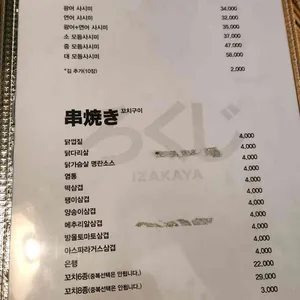 광어 사시미 34,000
연어 사시미 32,000
광어+연어 사시미 35,000
소 모듬사시미 37,000
중 모듬사시미 47,000
대 모듬사시미 58,000
*김 추가(10장) 2,000
串焼き 꼬치구이
つくし
IZAKAYA
닭껍질 4,000
닭다리살 4,000
닭가슴살 명란소스
염통 4,000
떡삼겹 4,000
팽이삼겹 4,000
양송이삼겹 4,000
메추리알삼겹 4,000
방울토마토삼겹 4,000
아스파라거스삼겹 4,000
은행 4,000
꼬치6종(중복선택은 안됩니다.) 22,000
꼬치8종(중복선택은 안됩니다.) 29,000
3,000